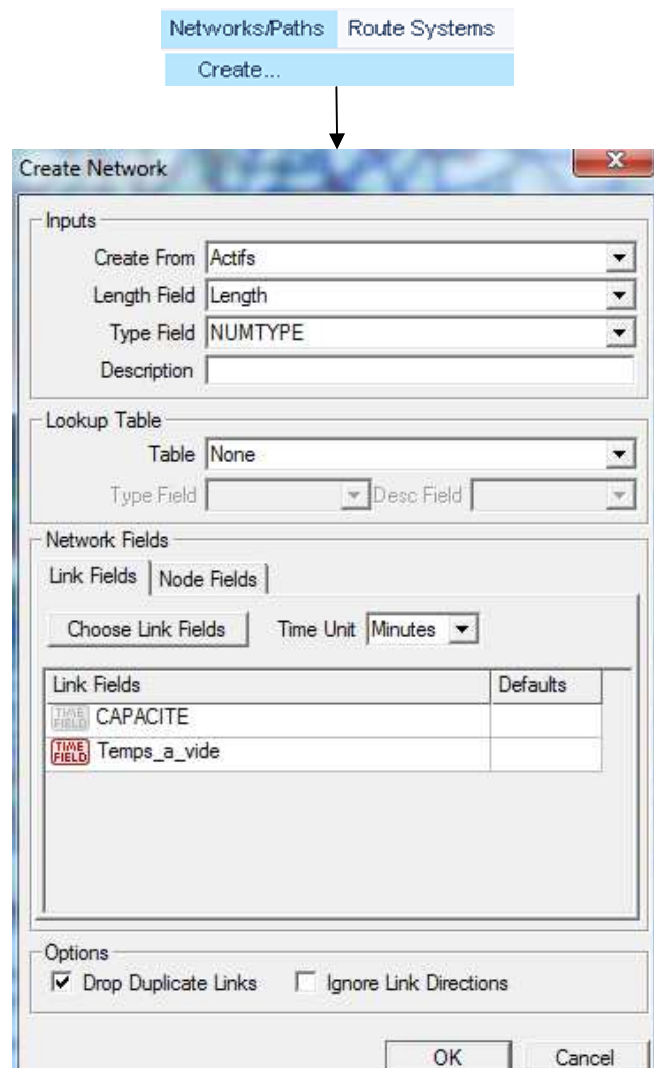 Networks/Paths Route Systems
Create...
Create Network
Inputs
Create From Actifs
Length Field Length
Type Field NUMTYPE
Description
Lookup Table
Table None
Type Field Desc Field
Network Fields
Link Fields Node Fields
Choose Link Fields Time Unit Minutes
Link Fields Defaults
TIME FIELD CAPACITE
TIME FIELD Temps_a_vide
Options
Drop Duplicate Links Ignore Link Directions
OK Cancel